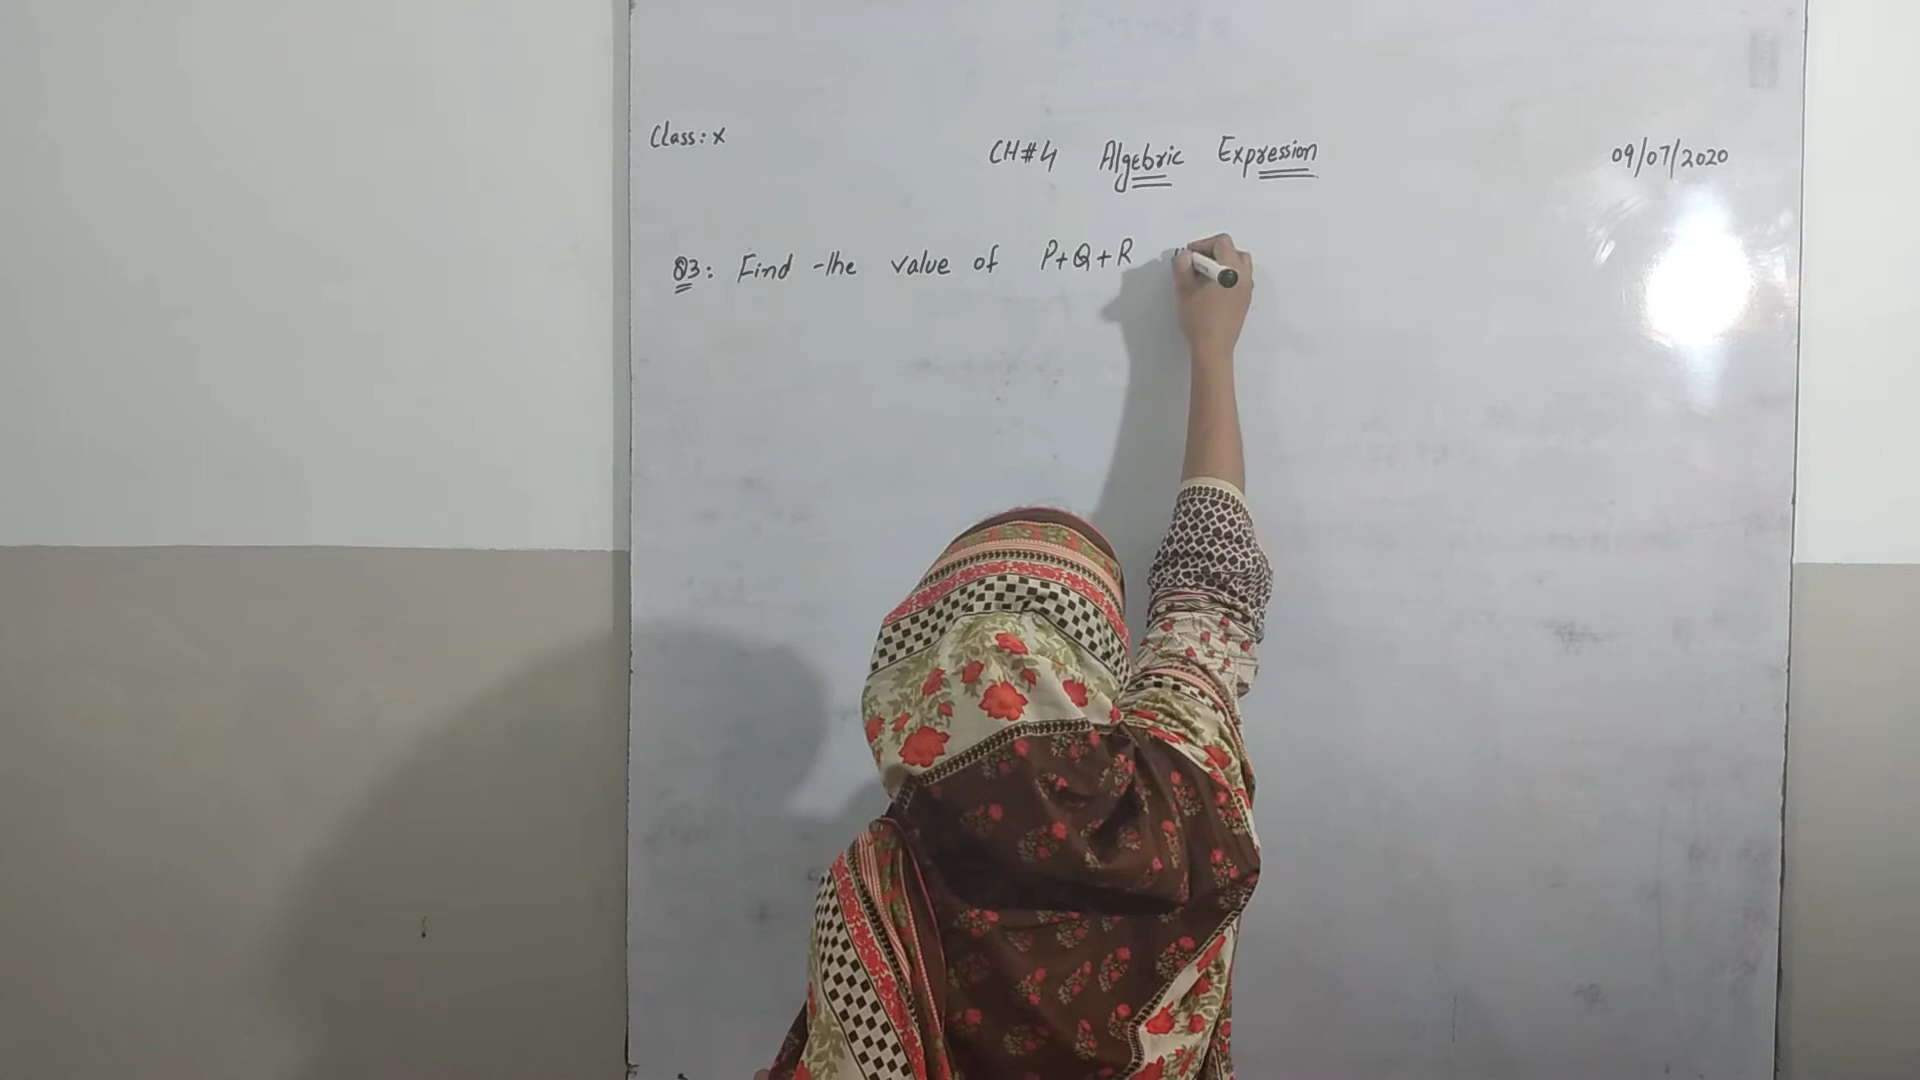 Class: X
CH#4 Algebric Expression
09/07/2020
Q3: Find the value of P+Q+R